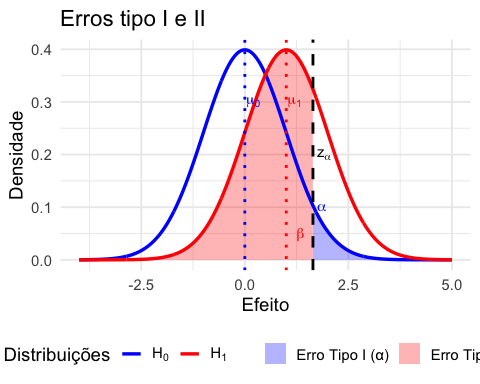 Erros tipo I e II
0.4
0.3
0.2
0.1
0.0
Densidade
μ₀
μ₁
zα
α
β
-2.5
0.0
2.5
5.0
Efeito
Distribuições H₀ H₁ Erro Tipo I (α) Erro Tip